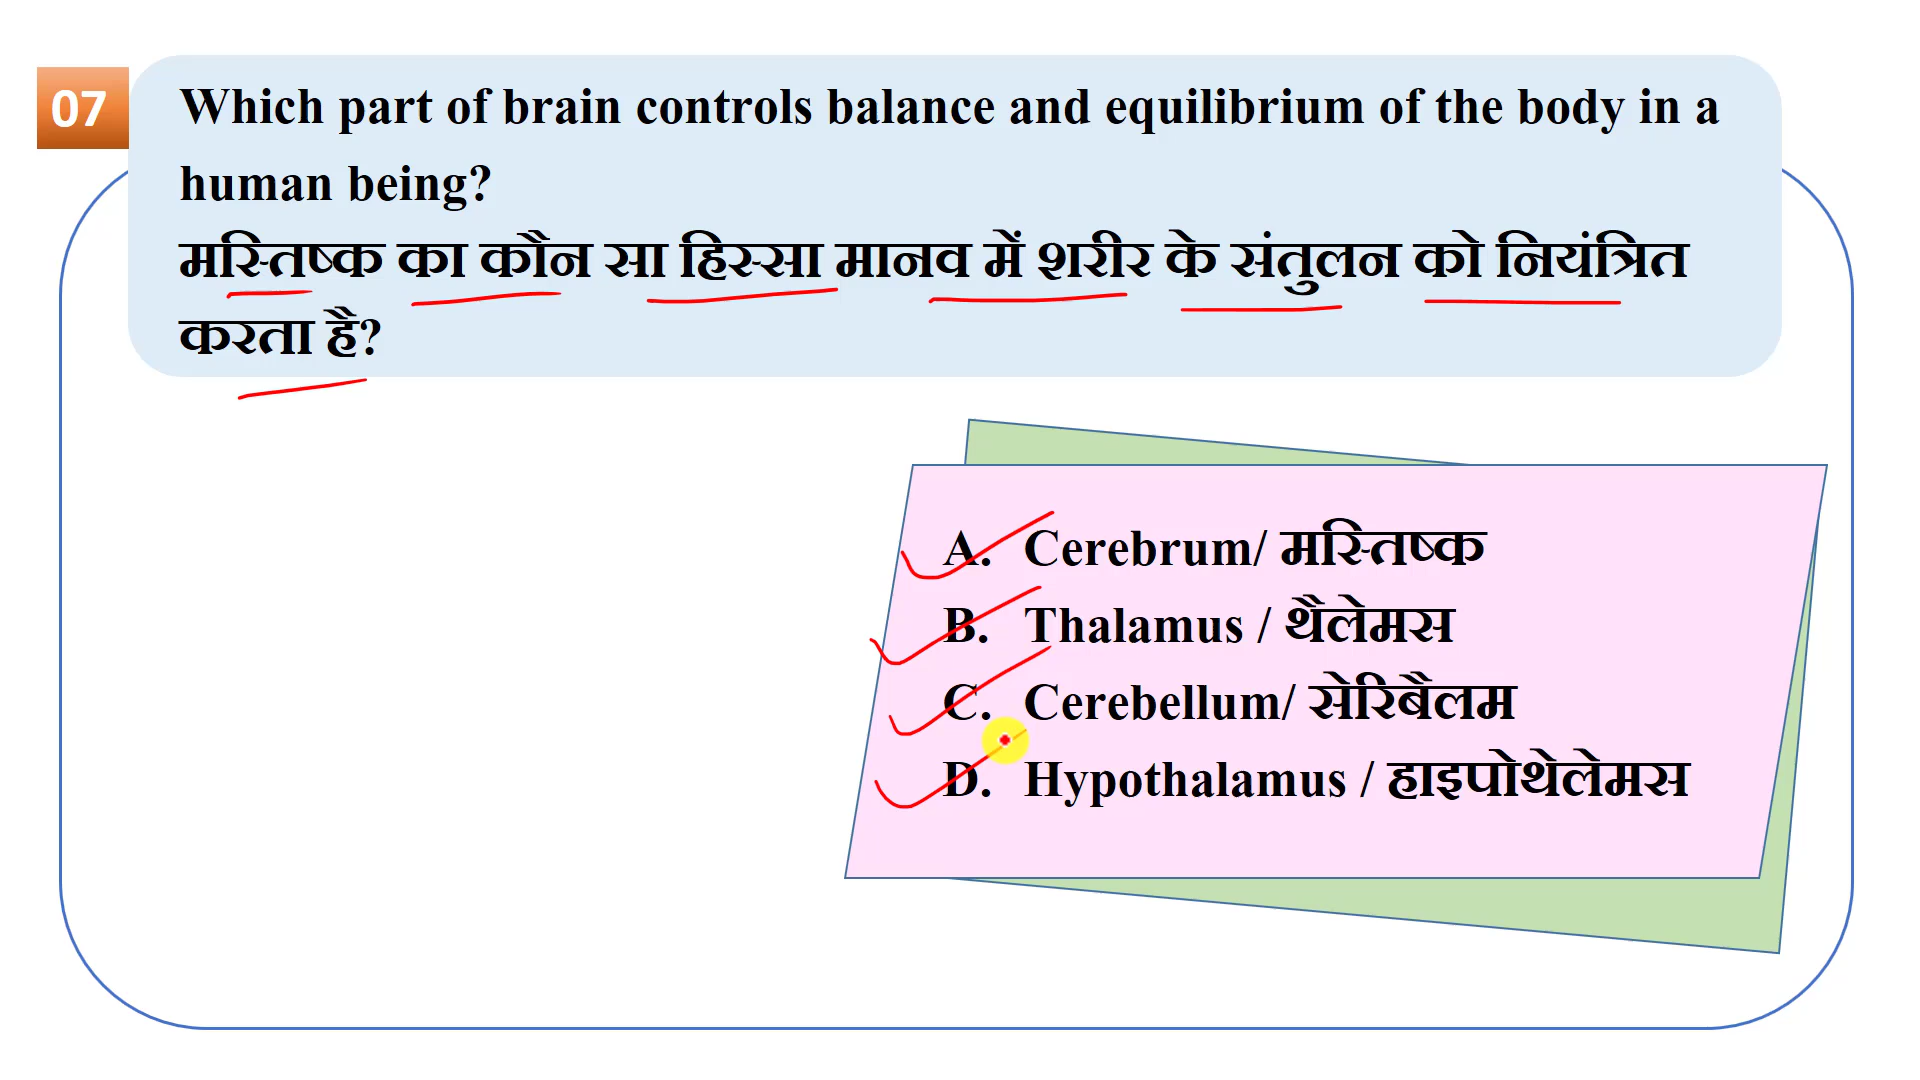 07
Which part of brain controls balance and equilibrium of the body in a
human being?
मस्तिष्क का कौन सा हिस्सा मानव में शरीर के संतुलन को नियंत्रित
करता है?
A. Cerebrum/ मस्तिष्क
B. Thalamus / थैलेमस
C. Cerebellum/ सेरिबैलम
D. Hypothalamus / हाइपोथेलेमस